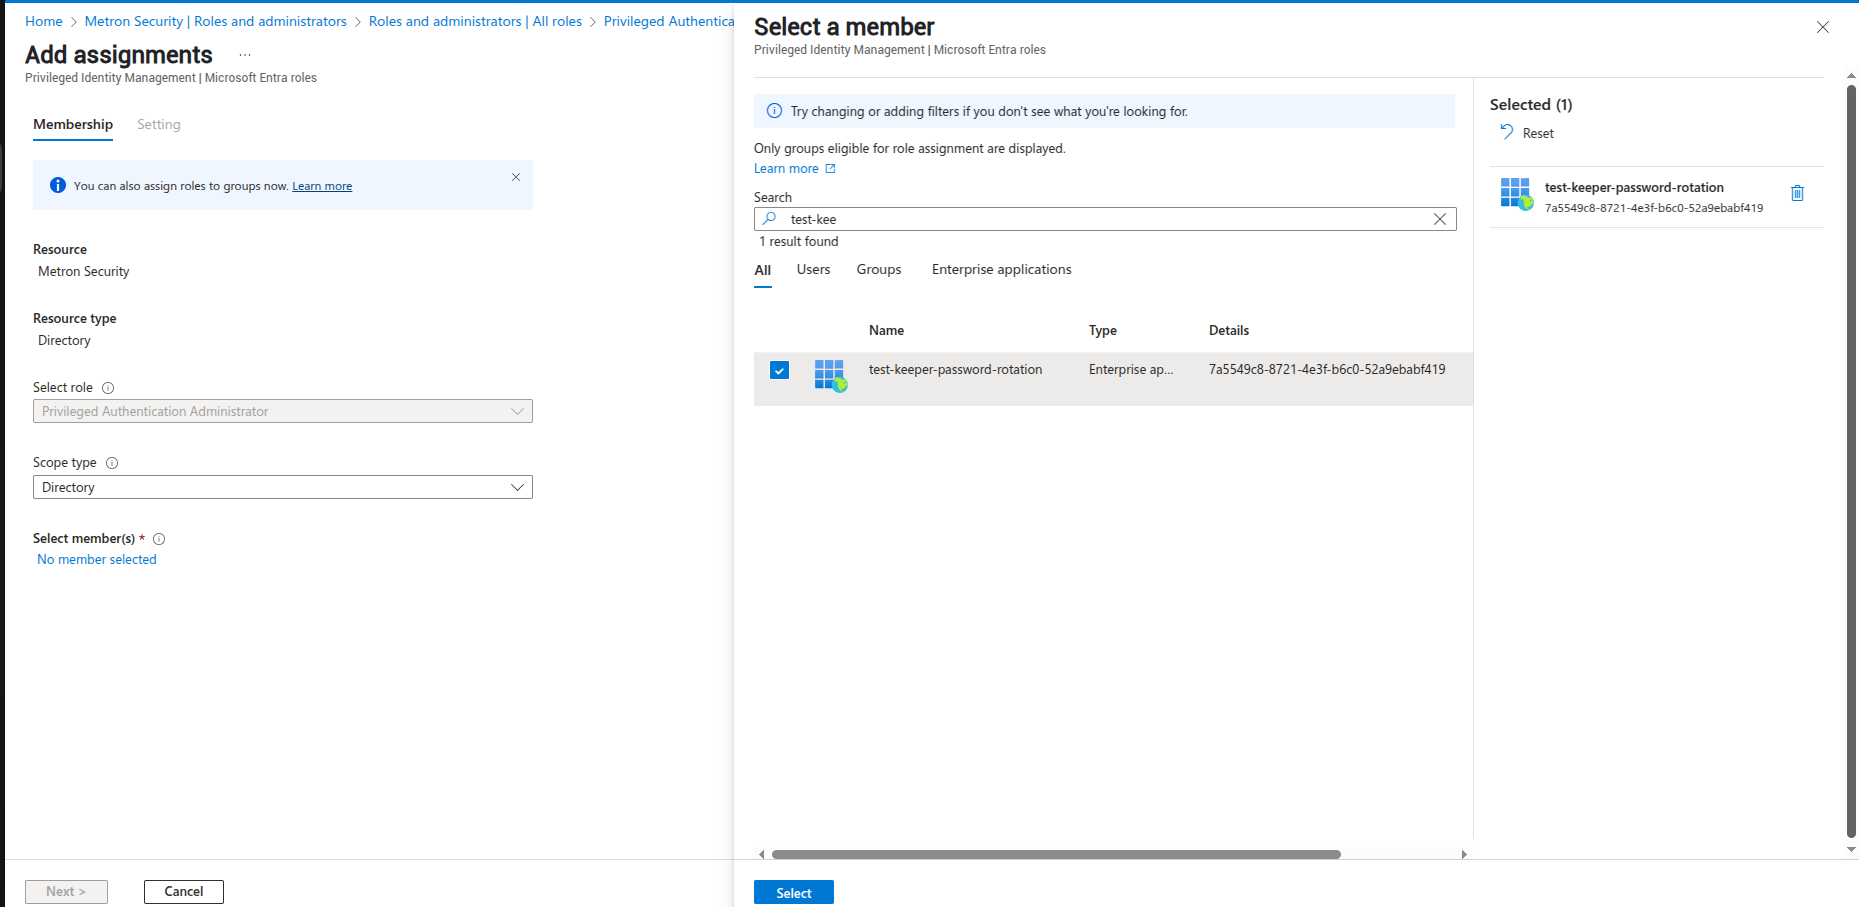 Home > Metron Security | Roles and administrators > Roles and administrators | All roles > Privileged Authentica
Add assignments ...
Privileged Identity Management | Microsoft Entra roles
Membership Setting
You can also assign roles to groups now. Learn more
Resource
Metron Security
Resource type
Directory
Select role
Privileged Authentication Administrator
Scope type
Directory
Select member(s) *
No member selected
Next > Cancel
Select a member
Privileged Identity Management | Microsoft Entra roles
Try changing or adding filters if you don't see what you're looking for.
Only groups eligible for role assignment are displayed.
Learn more
Search
test-kee
1 result found
All Users Groups Enterprise applications
Name Type Details
test-keeper-password-rotation Enterprise ap... 7a5549c8-8721-4e3f-b6c0-52a9ebabf419
Select
Selected (1)
Reset
test-keeper-password-rotation
7a5549c8-8721-4e3f-b6c0-52a9ebabf419